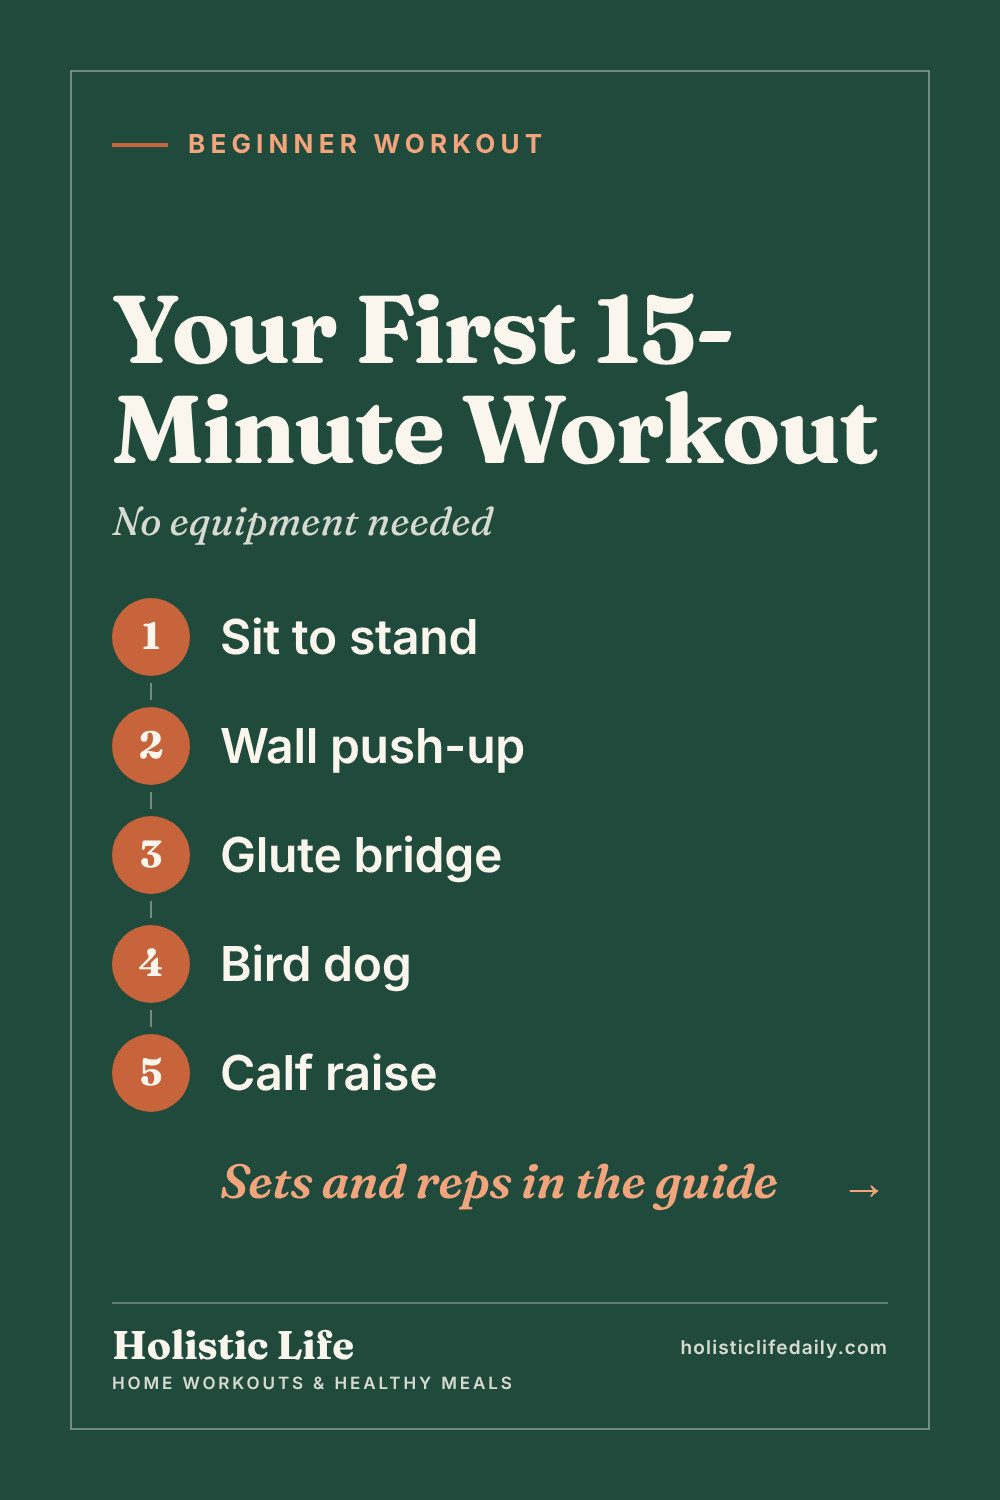 BEGINNER WORKOUT
Your First 15-
Minute Workout
No equipment needed
1 Sit to stand
2 Wall push-up
3 Glute bridge
4 Bird dog
5 Calf raise
Sets and reps in the guide →
Holistic Life
holisticlifedaily.com
HOME WORKOUTS & HEALTHY MEALS